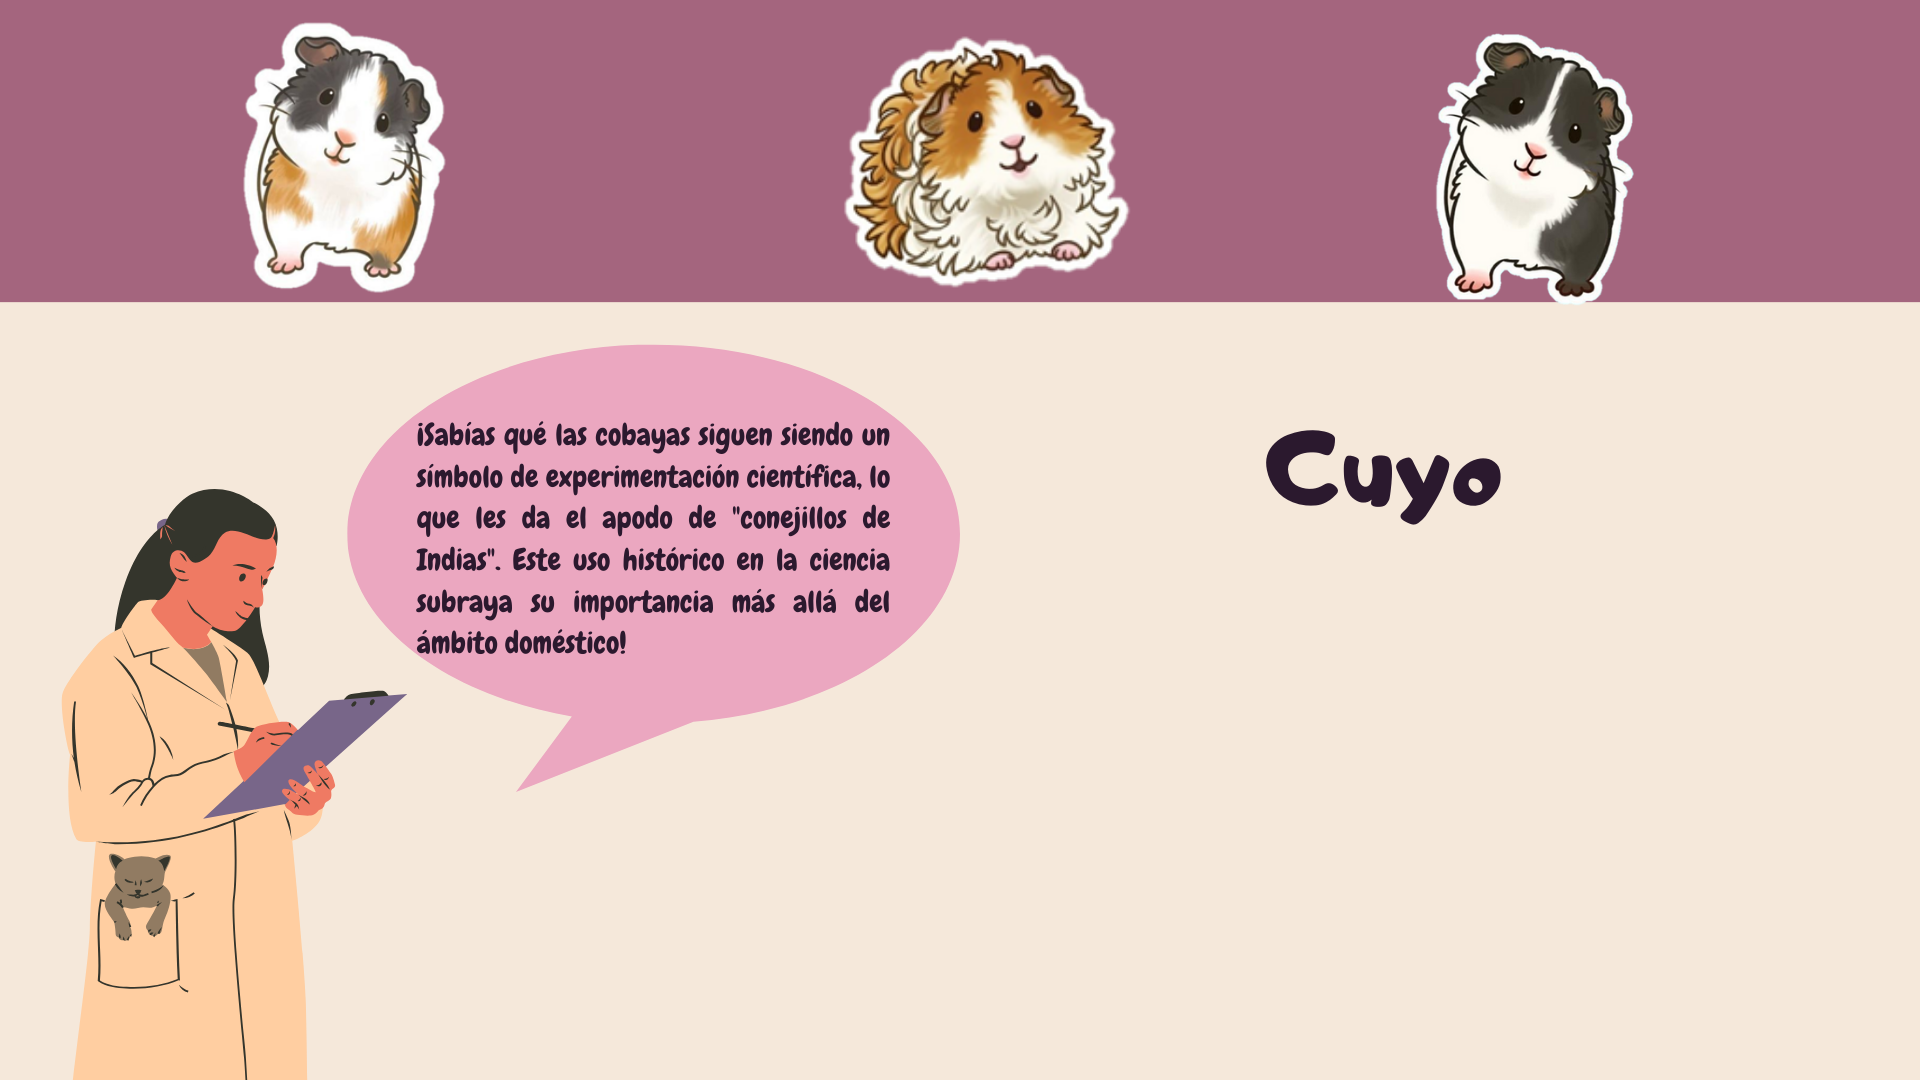 ¡Sabías qué las cobayas siguen siendo un
símbolo de experimentación científica, lo
que les da el apodo de "conejillos de
Indias". Este uso histórico en la ciencia
subraya su importancia más allá del
ámbito doméstico!
Cuyo